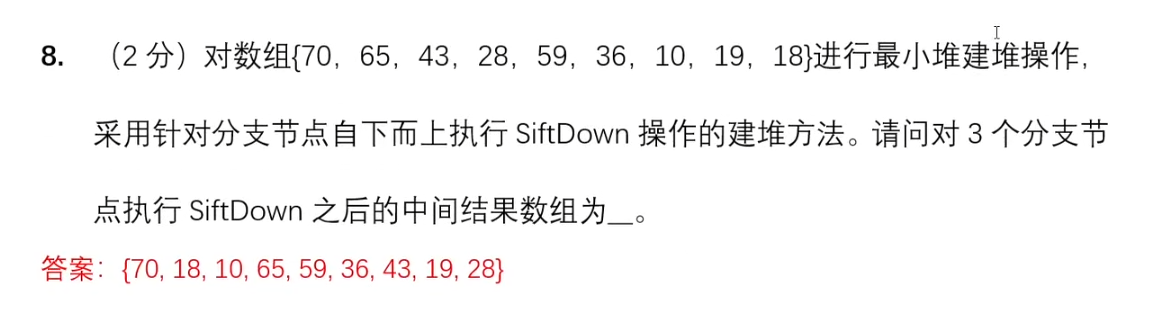 8. （2 分）对数组{70，65，43，28，59，36，10，19，18}进行最小堆建堆操作，
采用针对分支节点自下而上执行 SiftDown 操作的建堆方法。请问对 3 个分支节
点执行 SiftDown 之后的中间结果数组为__。
答案：{70, 18, 10, 65, 59, 36, 43, 19, 28}